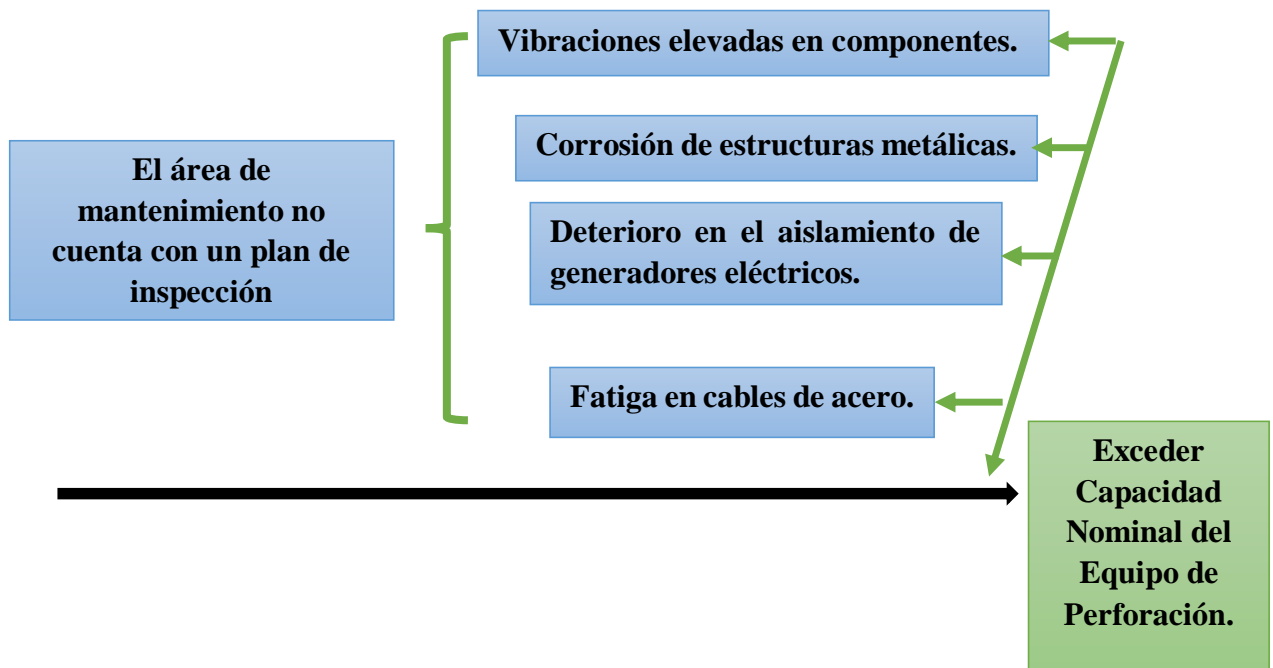 Vibraciones elevadas en componentes.
Corrosión de estructuras metálicas.
El área de
mantenimiento no
cuenta con un plan de
inspección
Deterioro en el aislamiento de
generadores eléctricos.
Fatiga en cables de acero.
Exceder
Capacidad
Nominal del
Equipo de
Perforación.